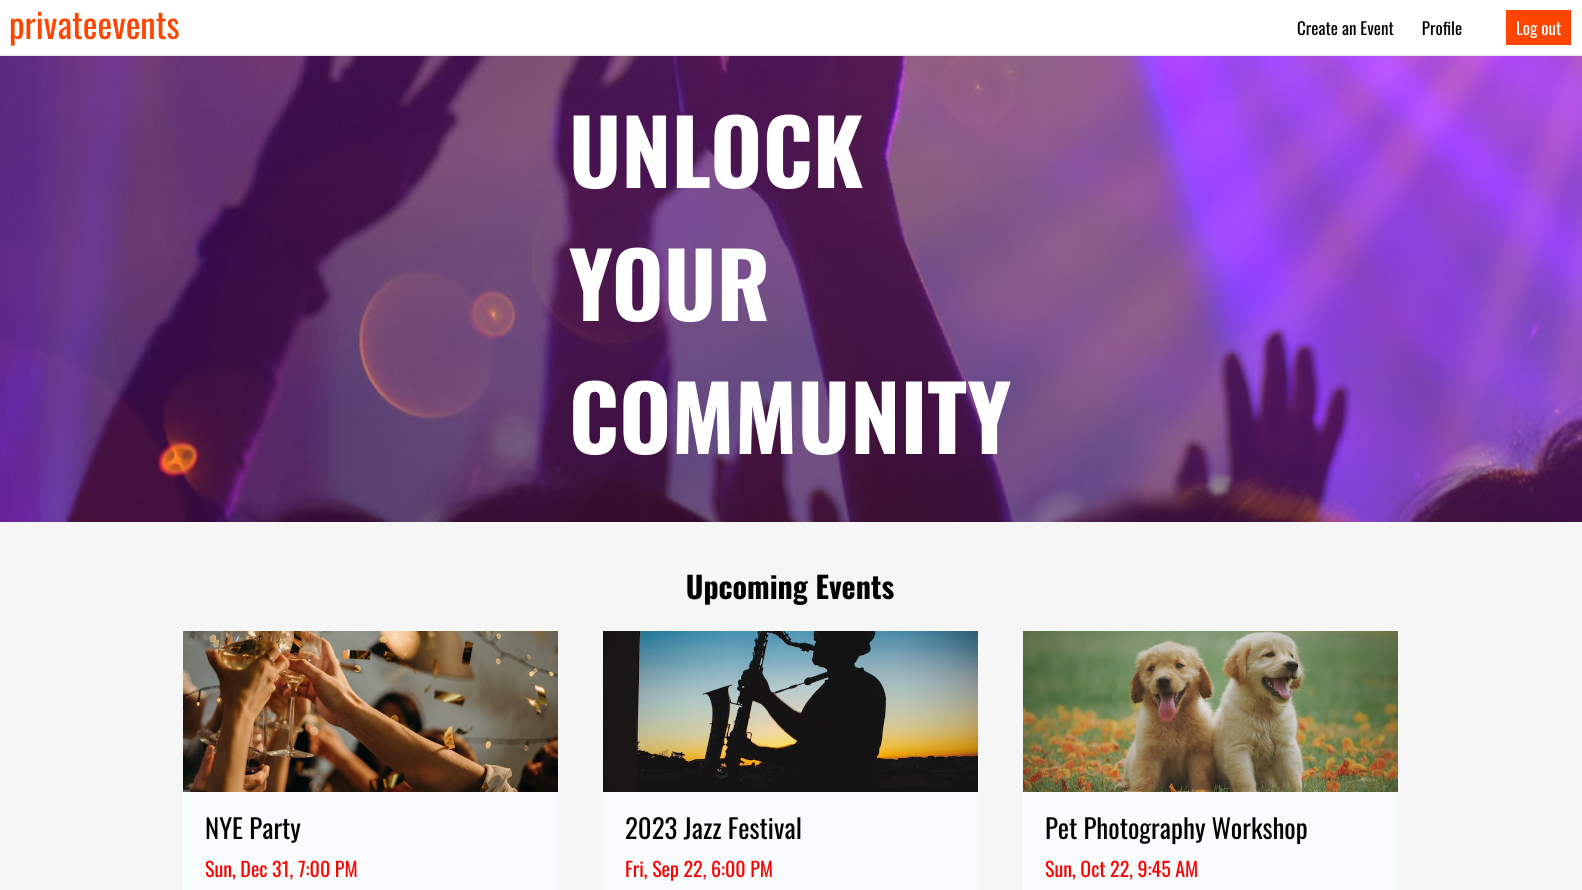 privateevents
Create an Event
Profile
Log out
UNLOCK
YOUR
COMMUNITY
Upcoming Events
NYE Party
Sun, Dec 31, 7:00 PM
2023 Jazz Festival
Fri, Sep 22, 6:00 PM
Pet Photography Workshop
Sun, Oct 22, 9:45 AM